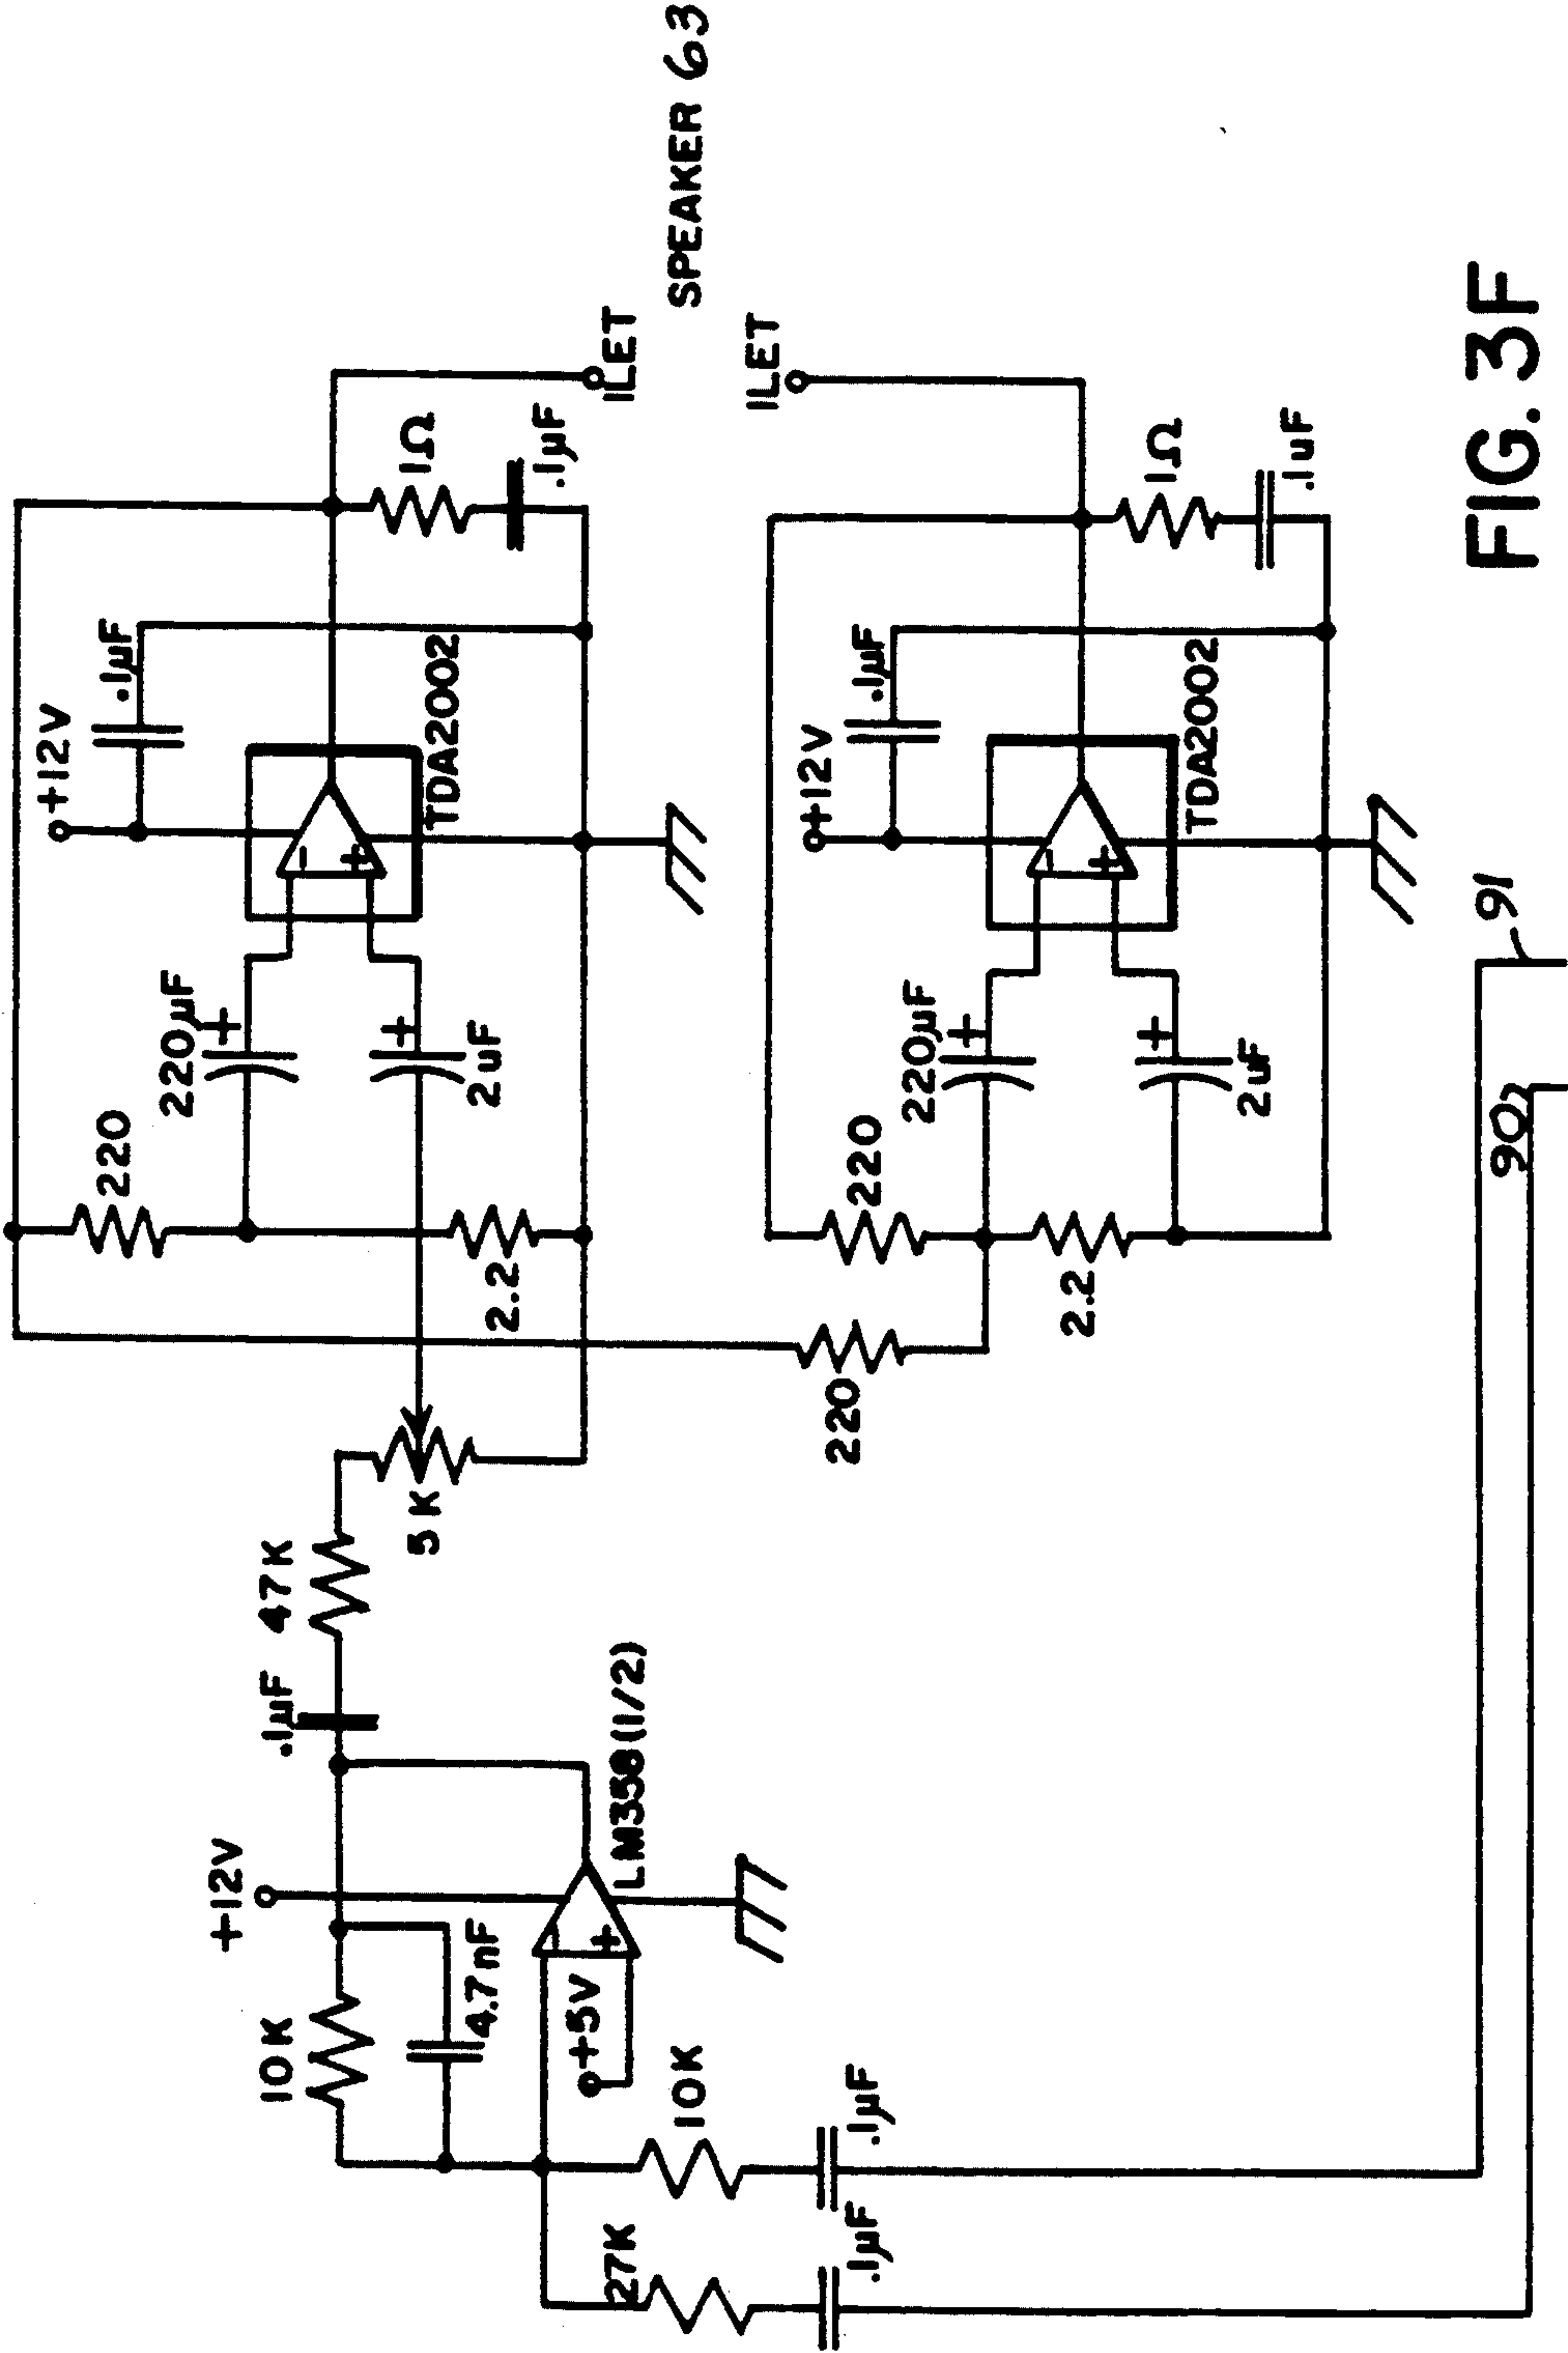 +12V
.1µF
TDA2002
220µF
+
2uF
+
-
+
220
2.2
1Ω
.1µF
ILET
SPEAKER 63
ILET
+12V
.1µF
TDA2002
220µF
+
2uF
+
-
+
220
2.2
220
1Ω
.1uF
5K
47K
.1µF
+12V
10K
4.7nF
-
+
+5V
LM358(1/2)
10K
.1µF
27K
.1µF
90
91
FIG. 3F